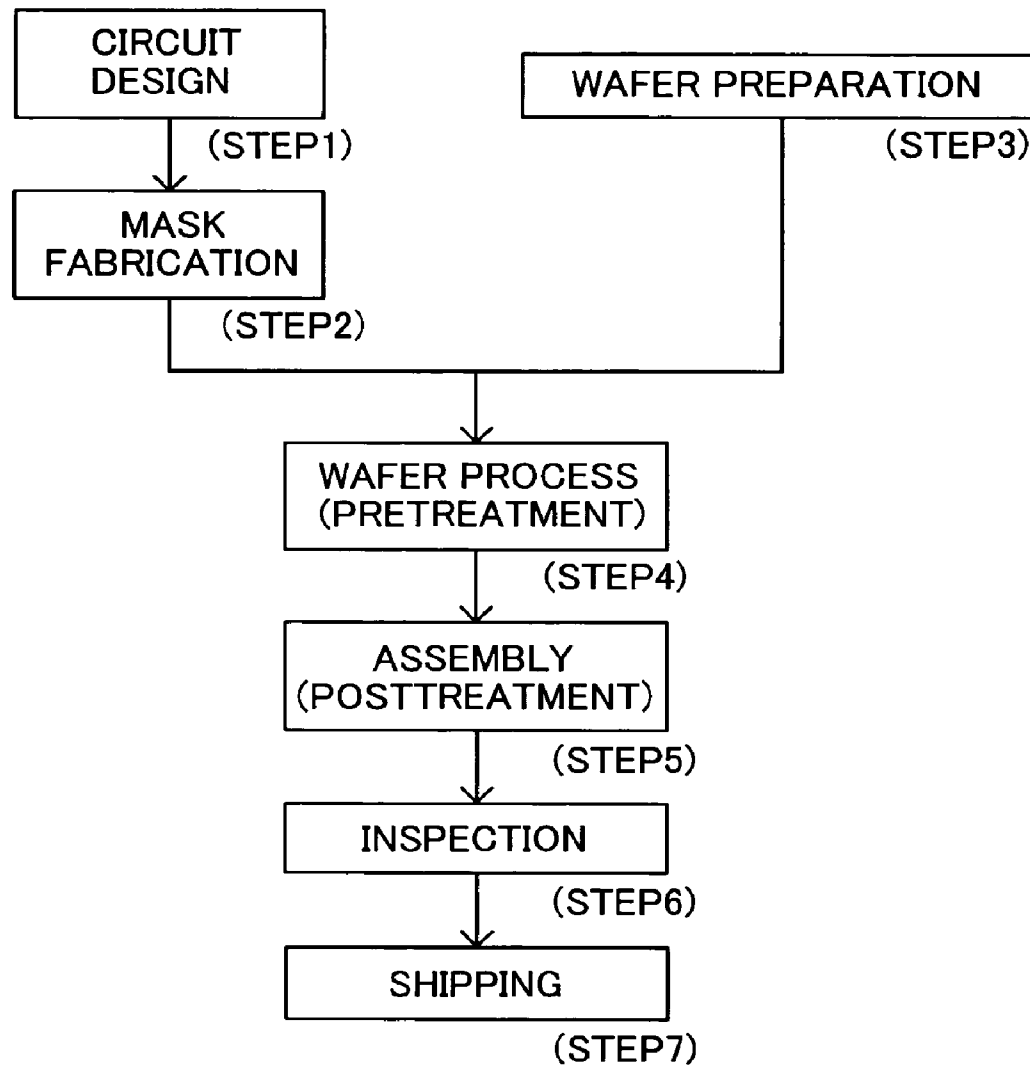 CIRCUIT
DESIGN
(STEP1)
MASK
FABRICATION
(STEP2)
WAFER PREPARATION
(STEP3)
WAFER PROCESS
(PRETREATMENT)
(STEP4)
ASSEMBLY
(POSTTREATMENT)
(STEP5)
INSPECTION
(STEP6)
SHIPPING
(STEP7)